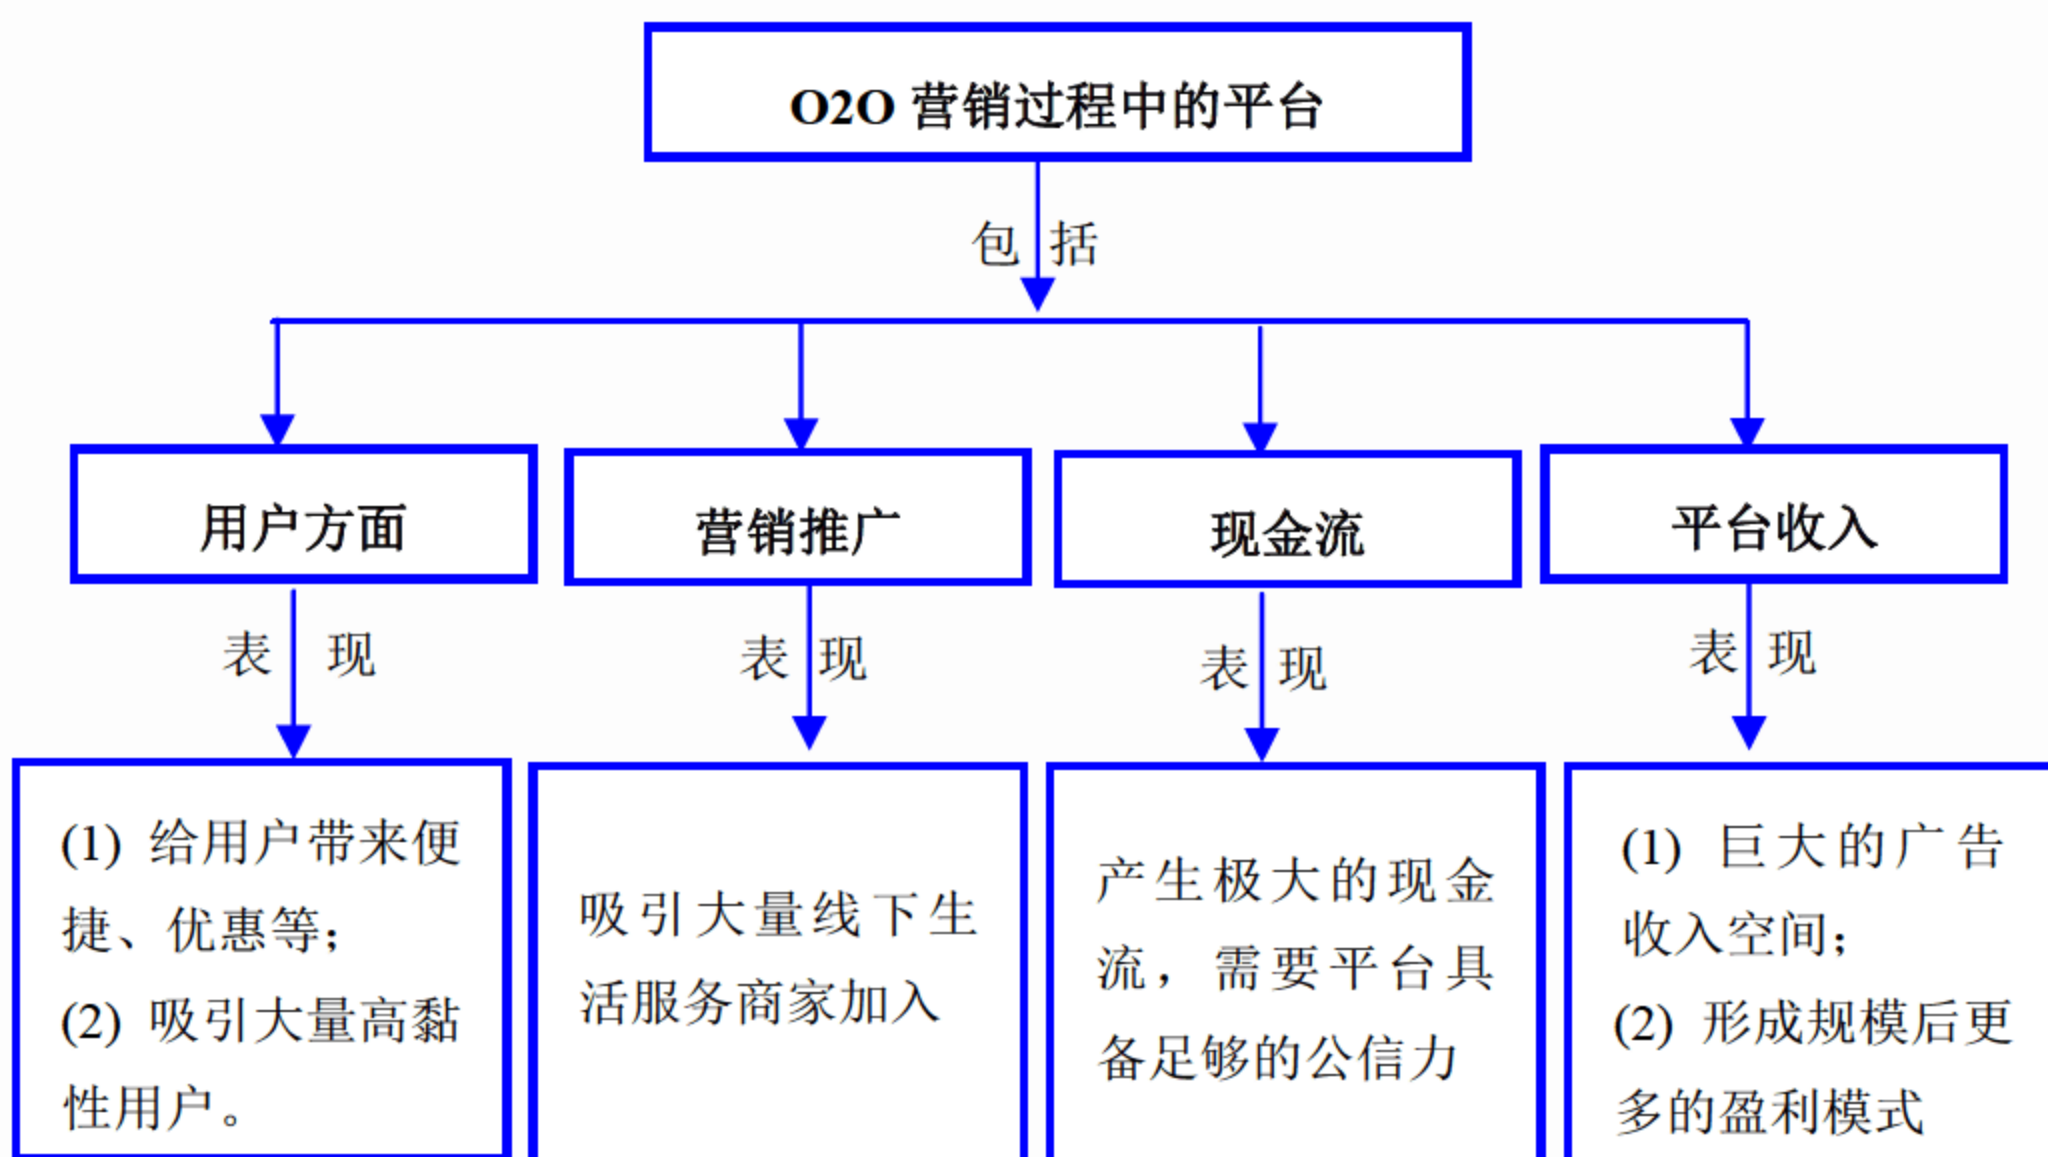 O2O 营销过程中的平台
包 括
用户方面
营销推广
现金流
平台收入
表 现
表 现
表 现
表 现
(1) 给用户带来便
捷、优惠等；
(2) 吸引大量高黏
性用户。
吸引大量线下生
活服务商家加入
产生极大的现金
流，需要平台具
备足够的公信力
(1) 巨大的广告
收入空间；
(2) 形成规模后更
多的盈利模式